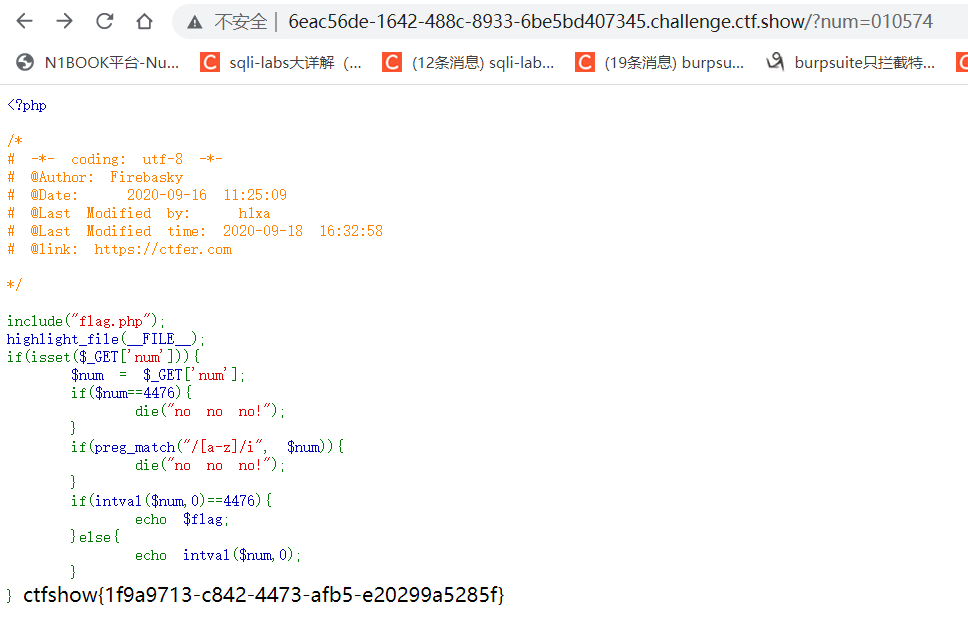 不安全 | 6eac56de-1642-488c-8933-6be5bd407345.challenge.ctf.show/?num=010574
N1BOOK平台-Nu... sqli-labs大详解（... (12条消息) sqli-lab... (19条消息) burpsu... burpsuite只拦截特...
<?php
/*
# -*- coding: utf-8 -*-
# @Author: Firebasky
# @Date:   2020-09-16 11:25:09
# @Last Modified by:   h1xa
# @Last Modified time: 2020-09-18 16:32:58
# @link: https://ctfer.com
*/
include("flag.php");
highlight_file(__FILE__);
if(isset($_GET['num'])){
    $num = $_GET['num'];
    if($num==4476){
        die("no no no!");
    }
    if(preg_match("/[a-z]/i", $num)){
        die("no no no!");
    }
    if(intval($num,0)==4476){
        echo $flag;
    }else{
        echo intval($num,0);
    }
} ctfshow{1f9a9713-c842-4473-afb5-e20299a5285f}